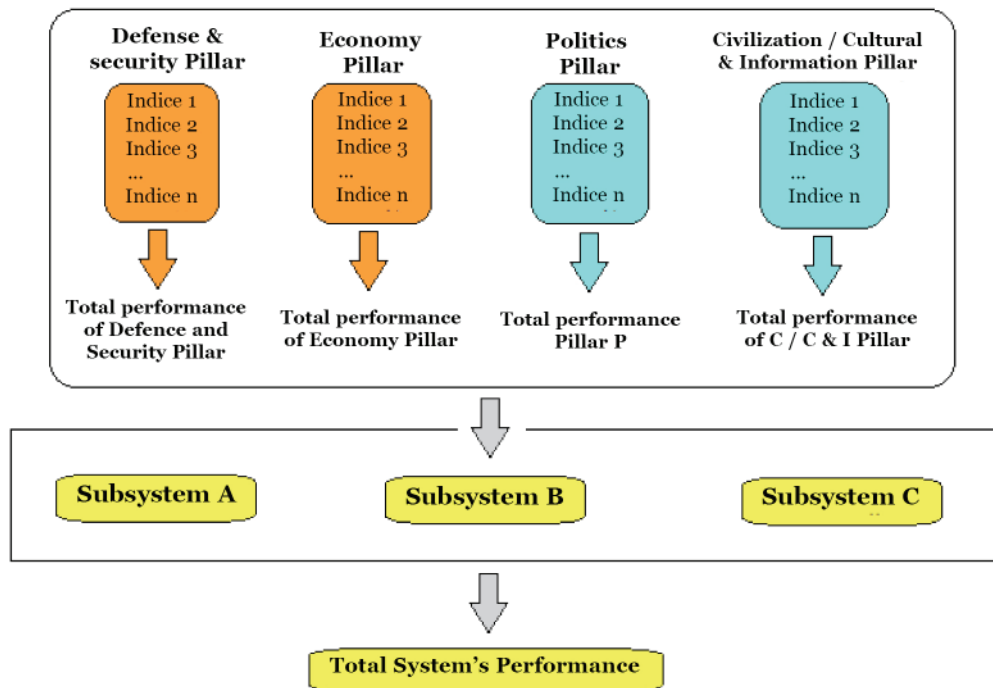 Defense &
security Pillar
Indice 1
Indice 2
Indice 3
...
Indice n
Total performance
of Defence and
Security Pillar
Economy
Pillar
Indice 1
Indice 2
Indice 3
...
Indice n
Total performance
of Economy Pillar
Politics
Pillar
Indice 1
Indice 2
Indice 3
...
Indice n
Total performance
Pillar P
Civilization / Cultural
& Information Pillar
Indice 1
Indice 2
Indice 3
...
Indice n
Total performance
of C / C & I Pillar
Subsystem A
Subsystem B
Subsystem C
Total System's Performance